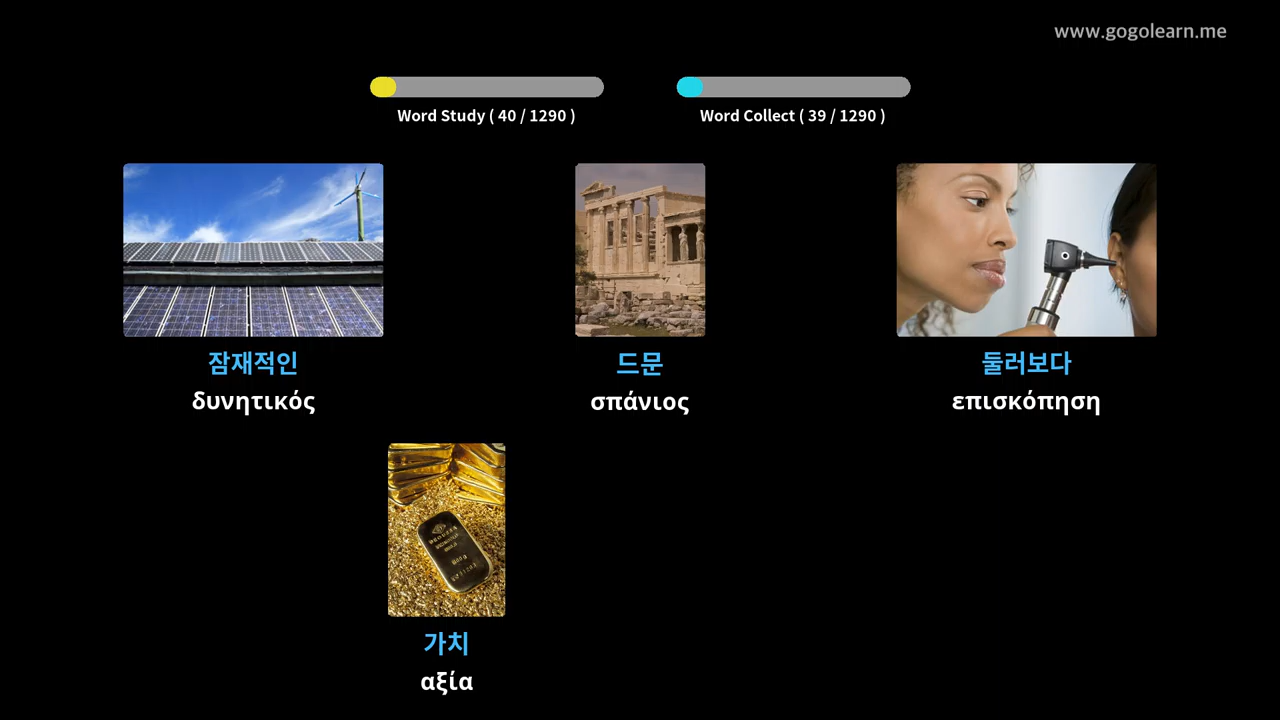 www.gogolearn.me
Word Study ( 40 / 1290 )
Word Collect ( 39 / 1290 )
잠재적인
δυνητικός
드문
σπάνιος
둘러보다
επισκόπηση
가치
αξία